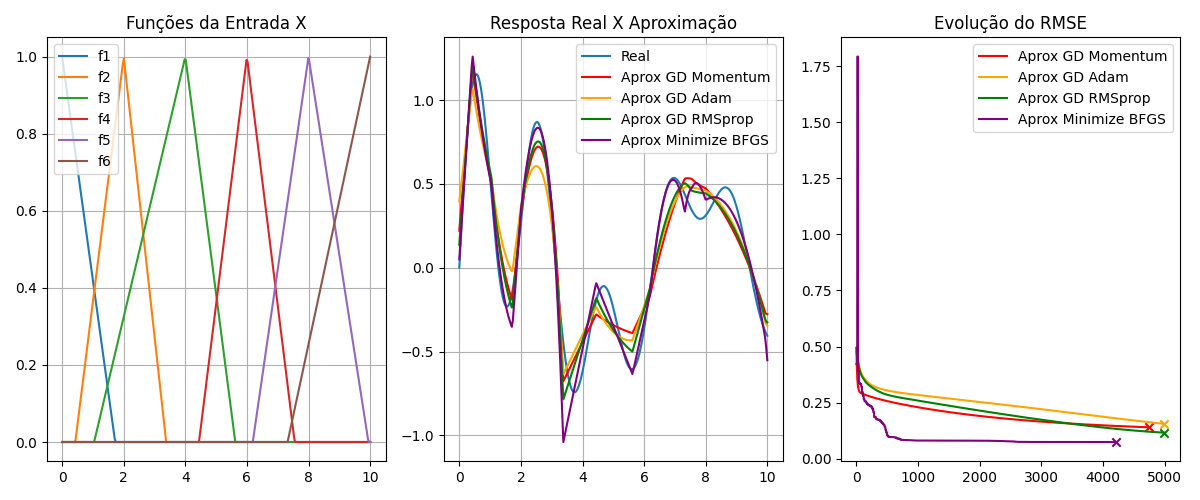 Funções da Entrada X
f1
f2
f3
f4
f5
f6
1.0
0.8
0.6
0.4
0.2
0.0
0 2 4 6 8 10
Resposta Real X Aproximação
Real
Aprox GD Momentum
Aprox GD Adam
Aprox GD RMSprop
Aprox Minimize BFGS
1.0
0.5
0.0
−0.5
−1.0
0 2 4 6 8 10
Evolução do RMSE
Aprox GD Momentum
Aprox GD Adam
Aprox GD RMSprop
Aprox Minimize BFGS
1.75
1.50
1.25
1.00
0.75
0.50
0.25
0.00
0 1000 2000 3000 4000 5000